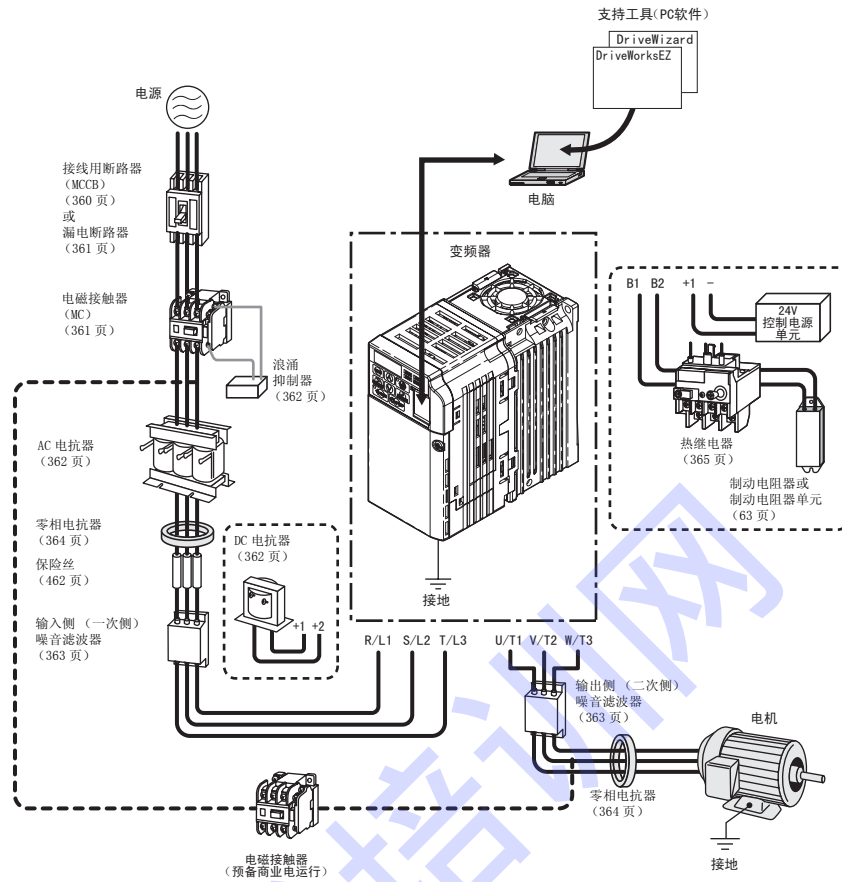 支持工具(PC软件)
DriveWizard
DriveWorksEZ
电源
接线用断路器
（MCCB）
（360 页）
或
漏电断路器
（361 页）
电脑
变频器
B1 B2 +1 -
24V
控制电源
单元
电磁接触器
（MC）
（361 页）
浪涌
抑制器
（362 页）
热继电器
（365 页）
制动电阻器或
制动电阻器单元
（63 页）
AC 电抗器
（362 页）
零相电抗器
（364 页）
DC 电抗器
（362 页）
保险丝
（462 页）
接地
输入侧 （一次侧）
噪音滤波器
（363 页）
+1 +2
R/L1 S/L2 T/L3
U/T1 V/T2 W/T3
输出侧 （二次侧）
噪音滤波器
（363 页）
电机
零相电抗器
（364 页）
接地
电磁接触器
（预备商业电运行）
培训网